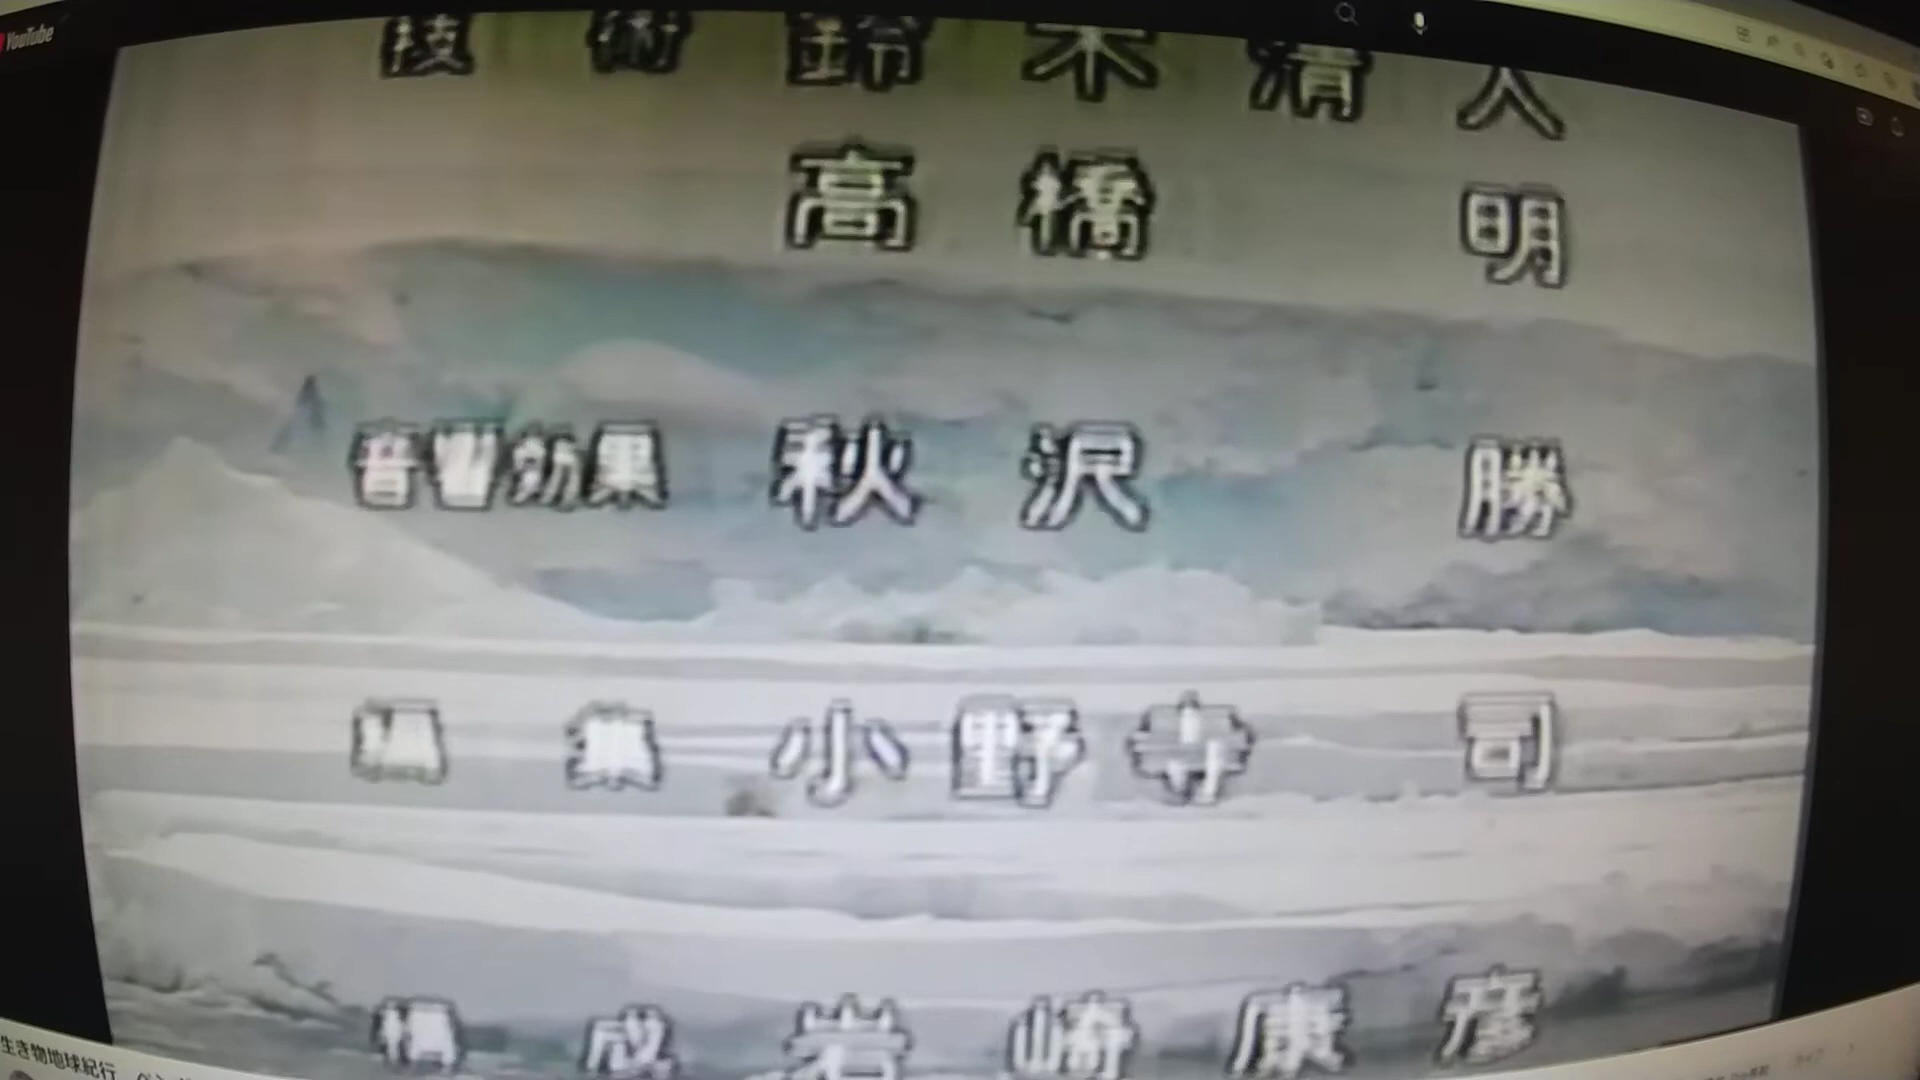 YouTube
技術 鈴木清人
高橋 明
音響効果 秋沢 勝
編集 小野寺 司
構成 岩崎康彦
生き物地球紀行